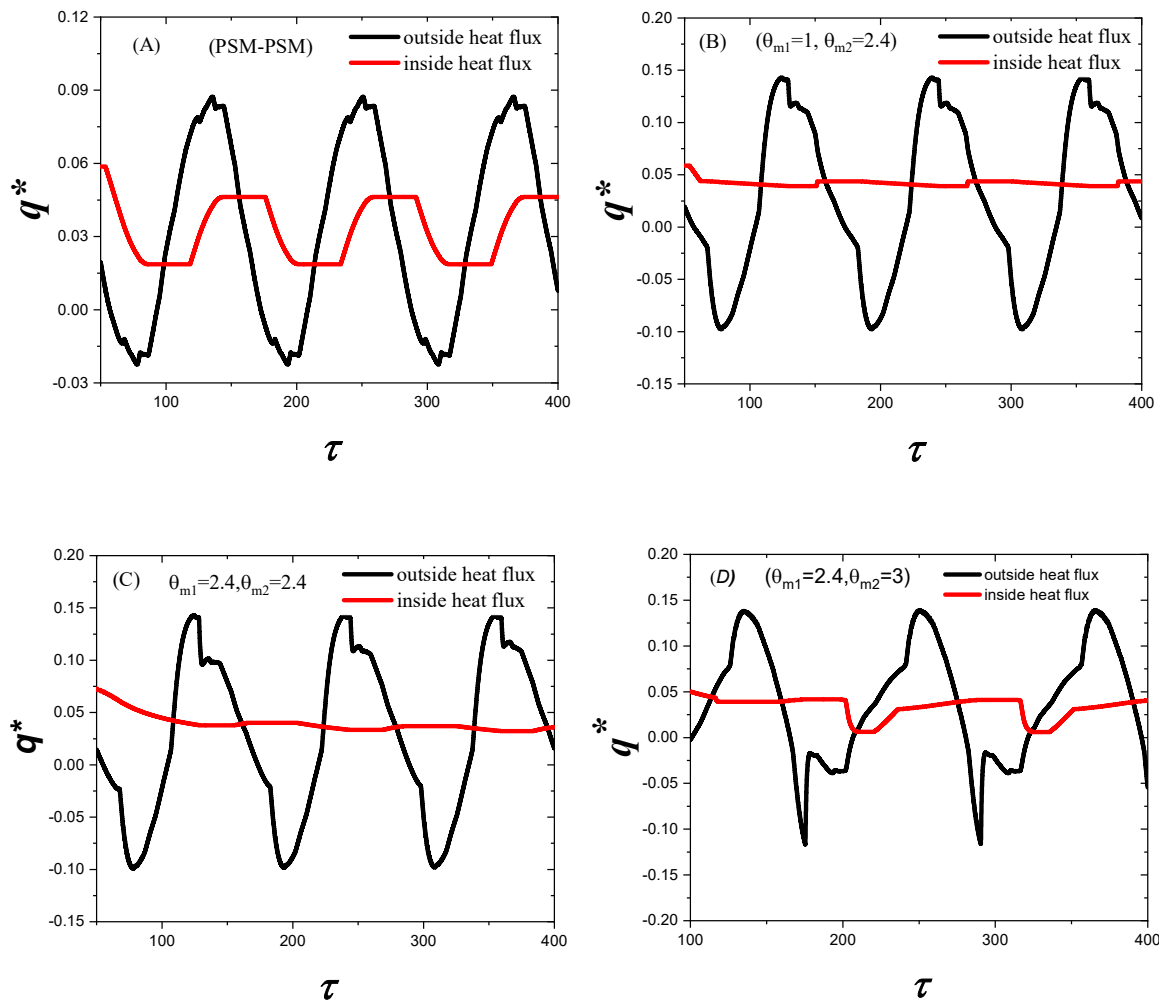 (A) (PSM-PSM)
outside heat flux
inside heat flux
0.12
0.09
0.06
0.03
0.00
-0.03
q*
100 200 300 400
τ
(B) (θm1=1, θm2=2.4)
outside heat flux
inside heat flux
0.20
0.15
0.10
0.05
0.00
-0.05
-0.10
-0.15
q*
100 200 300 400
τ
(C) θm1=2.4,θm2=2.4
outside heat flux
inside heat flux
0.20
0.15
0.10
0.05
0.00
-0.05
-0.10
-0.15
q*
100 200 300 400
τ
(D) (θm1=2.4,θm2=3)
outside heat flux
inside heat flux
0.20
0.15
0.10
0.05
0.00
-0.05
-0.10
-0.15
-0.20
q*
100 200 300 400
τ